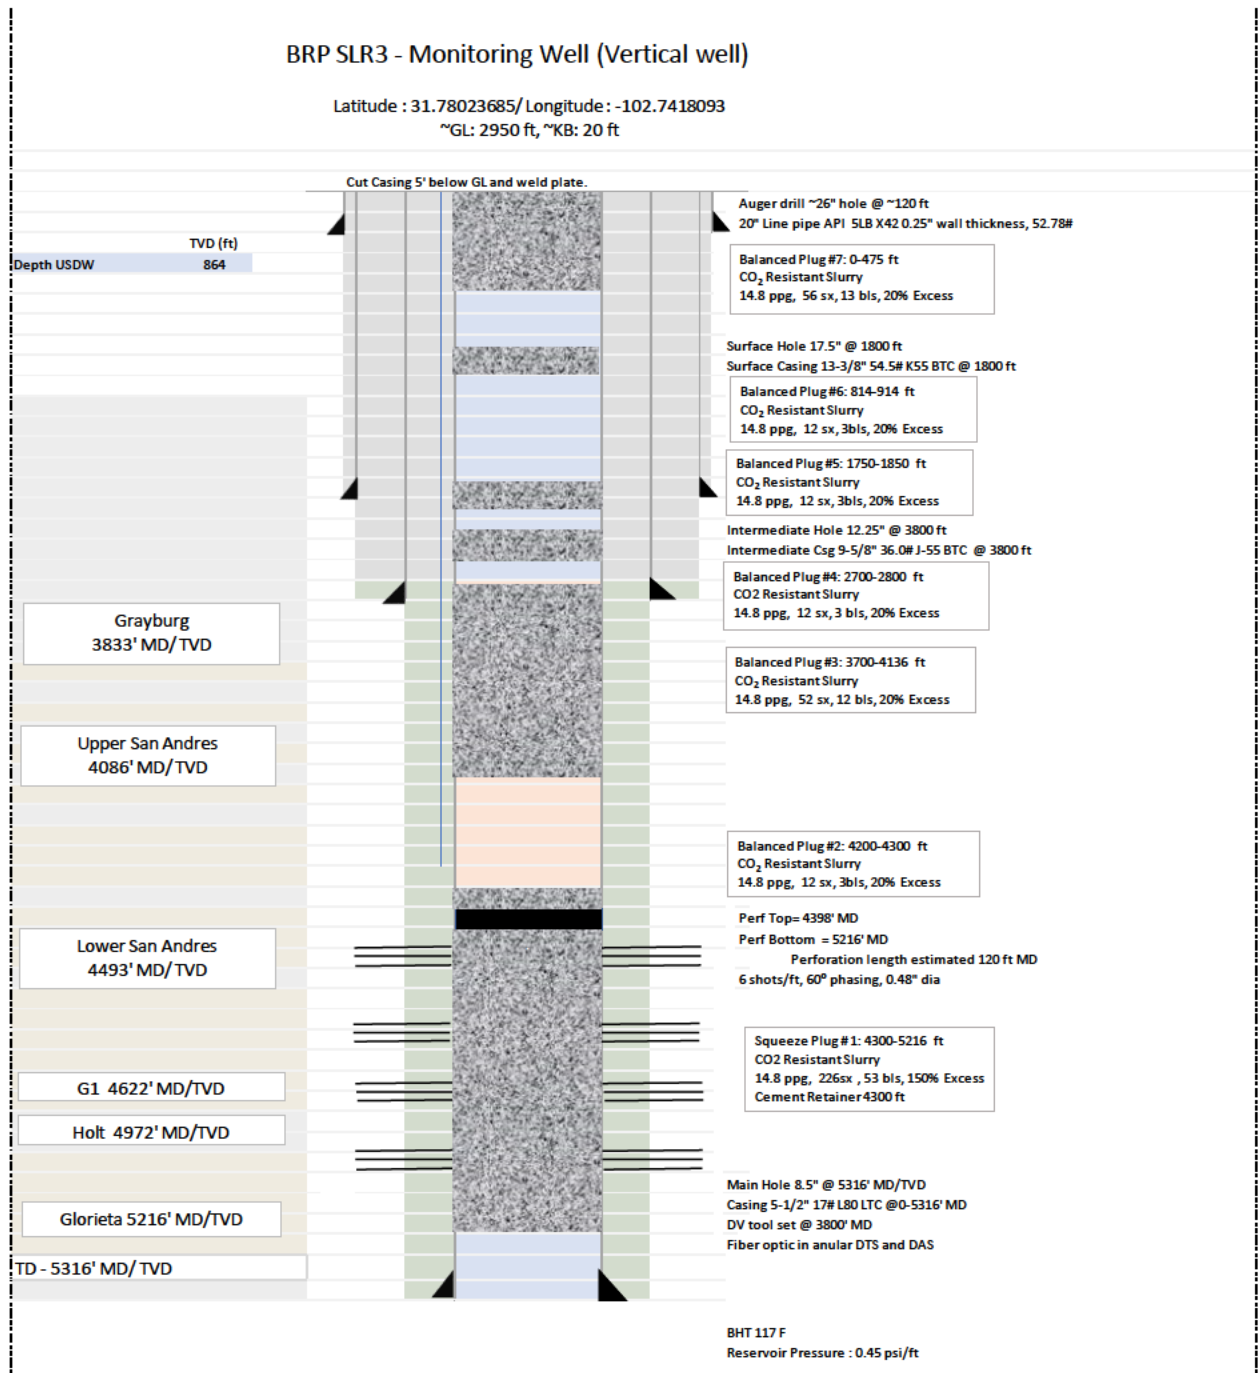 BRP SLR3 - Monitoring Well (Vertical well)
Latitude : 31.78023685/ Longitude : -102.7418093
~GL: 2950 ft, ~KB: 20 ft
Cut Casing 5' below GL and weld plate.
Auger drill ~26" hole @ ~120 ft
20" Line pipe API 5LB X42 0.25" wall thickness, 52.78#
TVD (ft)
Depth USDW 864
Balanced Plug #7: 0-475 ft
CO₂ Resistant Slurry
14.8 ppg, 56 sx, 13 bls, 20% Excess
Surface Hole 17.5" @ 1800 ft
Surface Casing 13-3/8" 54.5# K55 BTC @ 1800 ft
Balanced Plug #6: 814-914 ft
CO₂ Resistant Slurry
14.8 ppg, 12 sx, 3bls, 20% Excess
Balanced Plug #5: 1750-1850 ft
CO₂ Resistant Slurry
14.8 ppg, 12 sx, 3bls, 20% Excess
Intermediate Hole 12.25" @ 3800 ft
Intermediate Csg 9-5/8" 36.0# J-55 BTC @ 3800 ft
Balanced Plug #4: 2700-2800 ft
CO2 Resistant Slurry
14.8 ppg, 12 sx, 3 bls, 20% Excess
Grayburg
3833' MD/TVD
Balanced Plug #3: 3700-4136 ft
CO₂ Resistant Slurry
14.8 ppg, 52 sx, 12 bls, 20% Excess
Upper San Andres
4086' MD/TVD
Balanced Plug #2: 4200-4300 ft
CO₂ Resistant Slurry
14.8 ppg, 12 sx, 3bls, 20% Excess
Perf Top= 4398' MD
Perf Bottom = 5216' MD
Perforation length estimated 120 ft MD
6 shots/ft, 60º phasing, 0.48" dia
Lower San Andres
4493' MD/TVD
Squeeze Plug # 1: 4300-5216 ft
CO2 Resistant Slurry
14.8 ppg, 226sx , 53 bls, 150% Excess
Cement Retainer 4300 ft
G1 4622' MD/TVD
Holt 4972' MD/TVD
Main Hole 8.5" @ 5316' MD/TVD
Casing 5-1/2" 17# L80 LTC @0-5316' MD
DV tool set @ 3800' MD
Fiber optic in anular DTS and DAS
Glorieta 5216' MD/TVD
TD - 5316' MD/ TVD
BHT 117 F
Reservoir Pressure : 0.45 psi/ft